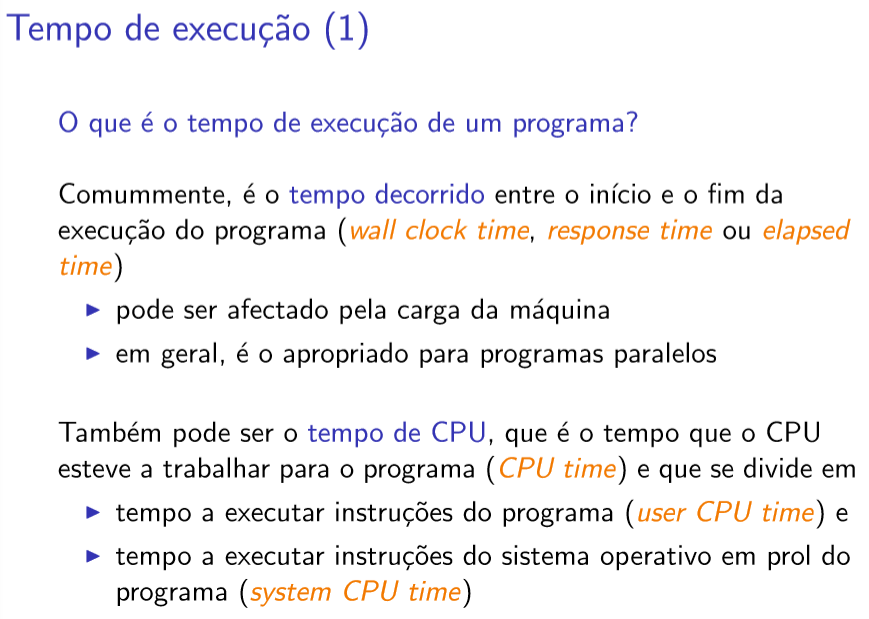 Tempo de execução (1)
O que é o tempo de execução de um programa?
Comummente, é o tempo decorrido entre o início e o fim da
execução do programa (wall clock time, response time ou elapsed
time)
▶ pode ser afectado pela carga da máquina
▶ em geral, é o apropriado para programas paralelos
Também pode ser o tempo de CPU, que é o tempo que o CPU
esteve a trabalhar para o programa (CPU time) e que se divide em
▶ tempo a executar instruções do programa (user CPU time) e
▶ tempo a executar instruções do sistema operativo em prol do
programa (system CPU time)